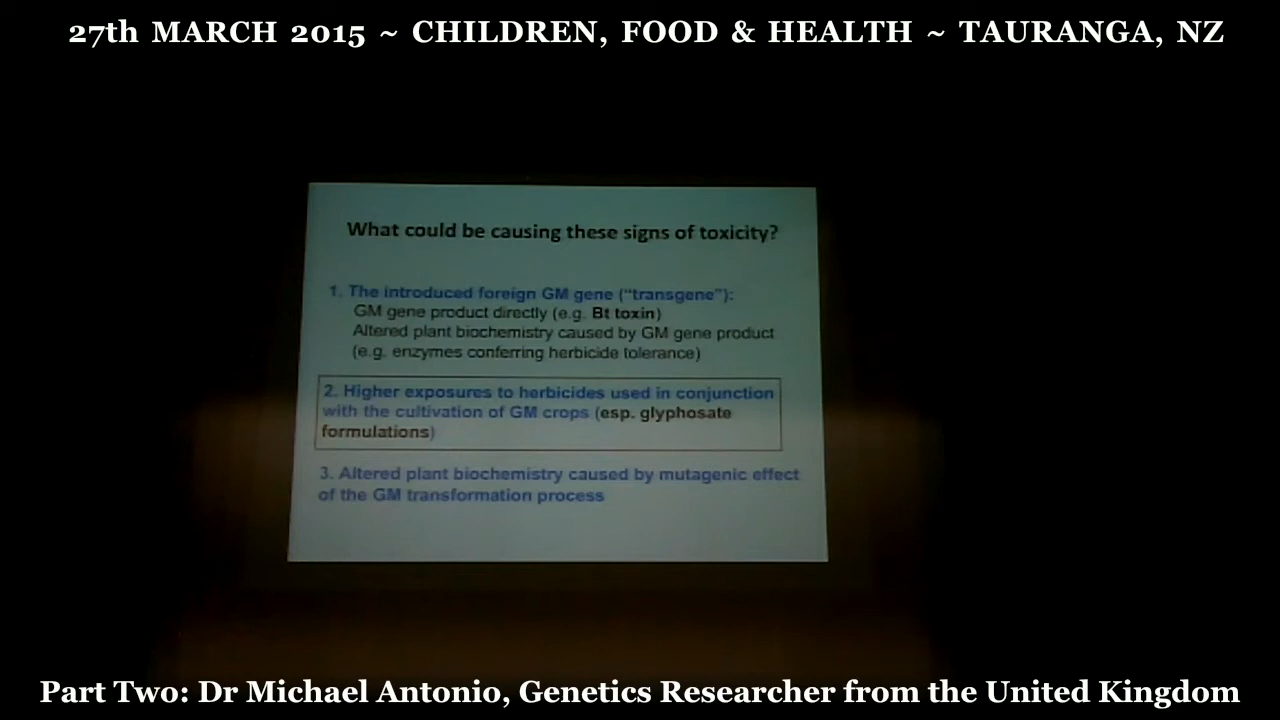 27th MARCH 2015 ~ CHILDREN, FOOD & HEALTH ~ TAURANGA, NZ
What could be causing these signs of toxicity?
1. The introduced foreign GM gene (“transgene”):
GM gene product directly (e.g. Bt toxin)
Altered plant biochemistry caused by GM gene product
(e.g. enzymes conferring herbicide tolerance)
2. Higher exposures to herbicides used in conjunction
with the cultivation of GM crops (esp. glyphosate
formulations)
3. Altered plant biochemistry caused by mutagenic effect
of the GM transformation process
Part Two: Dr Michael Antonio, Genetics Researcher from the United Kingdom